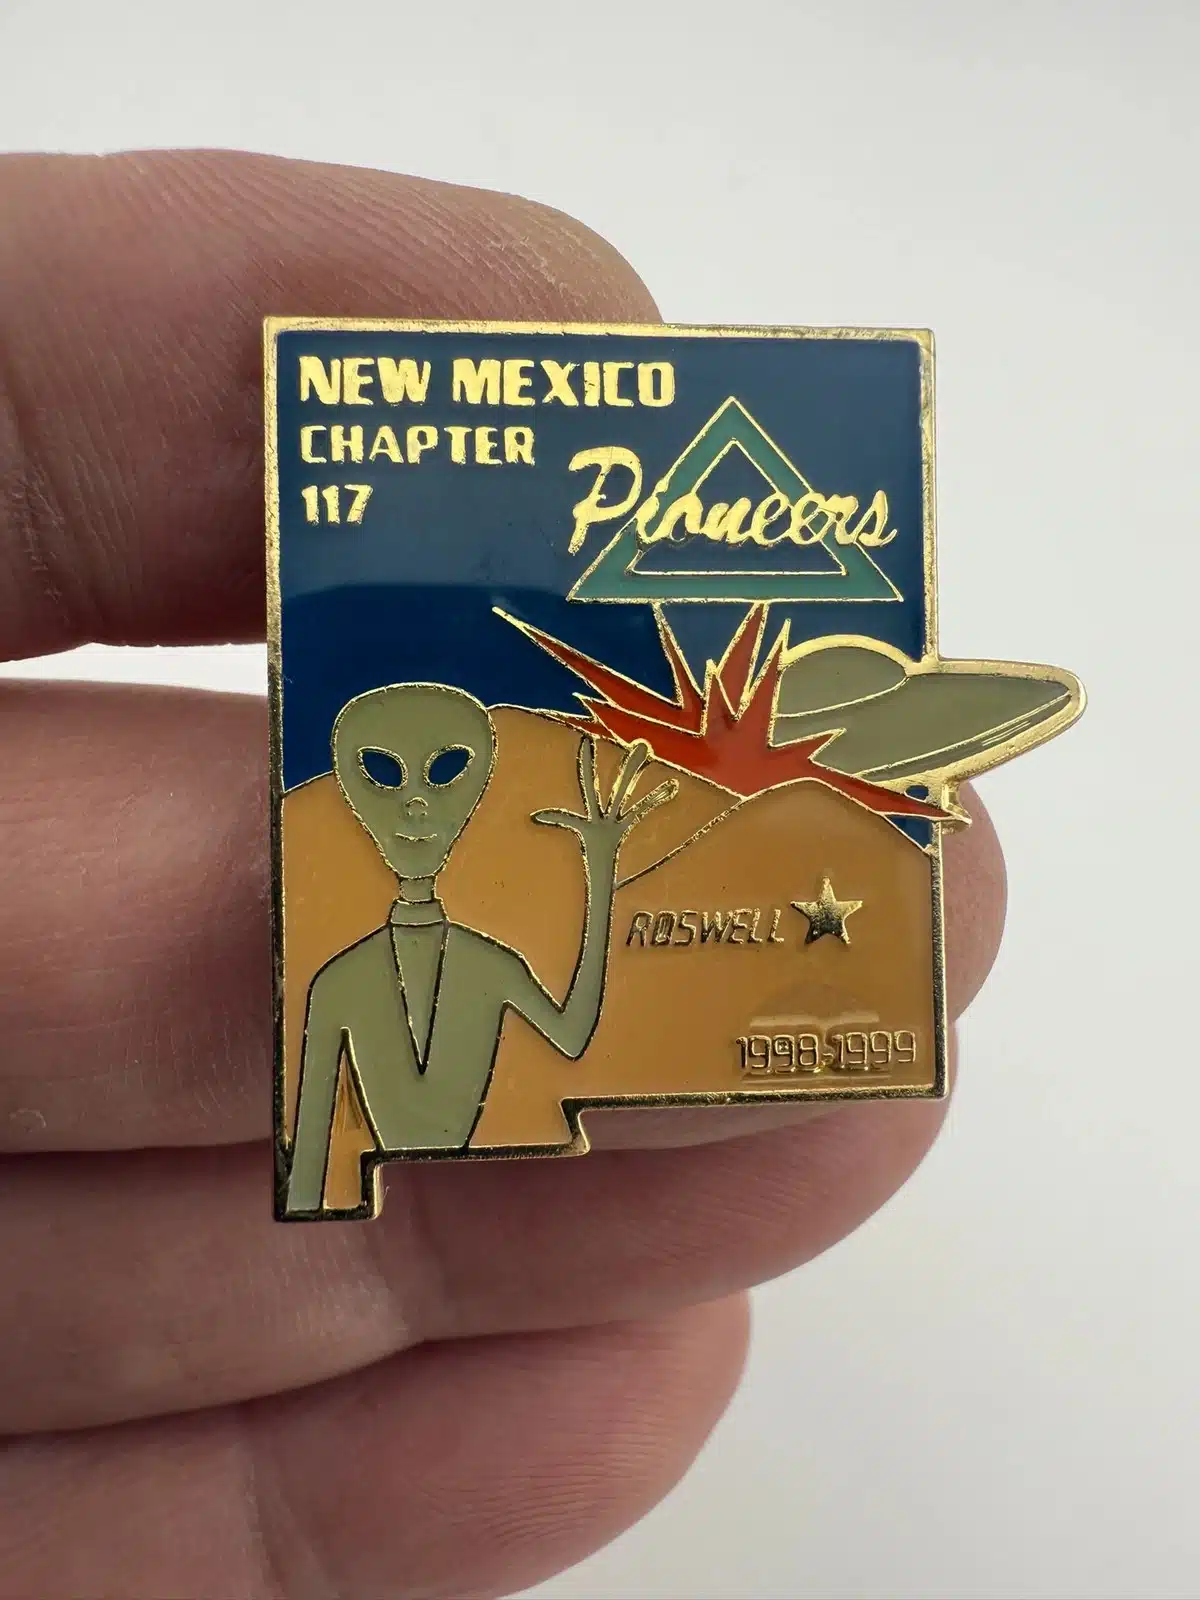 NEW MEXICO
CHAPTER
117
Pioneers
ROSWELL
1998-1999